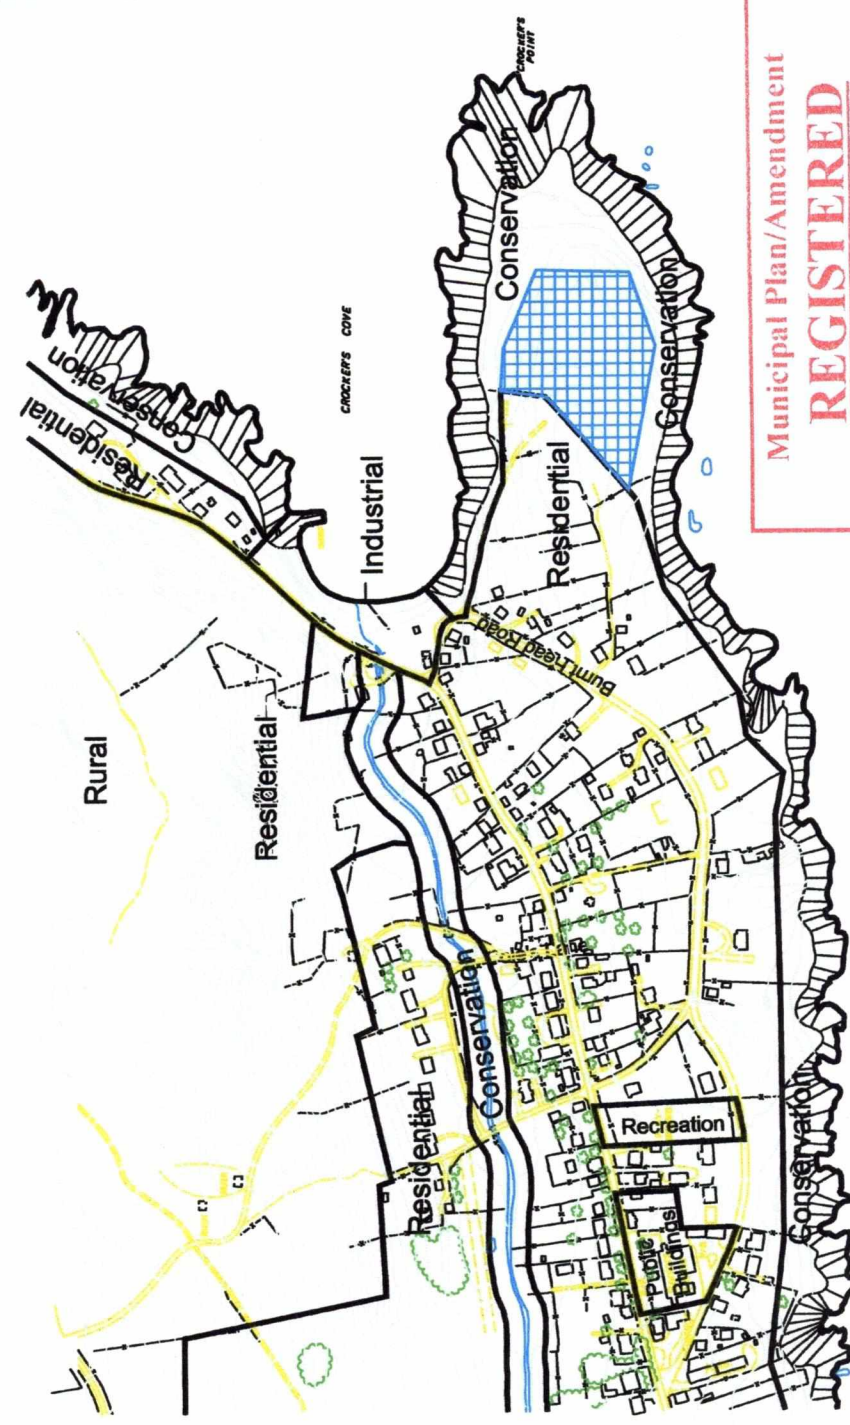 CROCKER'S
POINT
Municipal Plan/Amendment
REGISTERED
Conservation
Conservation
Residential
Conservation
Conservation
Residential
CROCKER'S COVE
Industrial
Residential
Burnt Head Road
Rural
Residential
Conservation
Residential
Recreation
Conservation
Public
Buildings